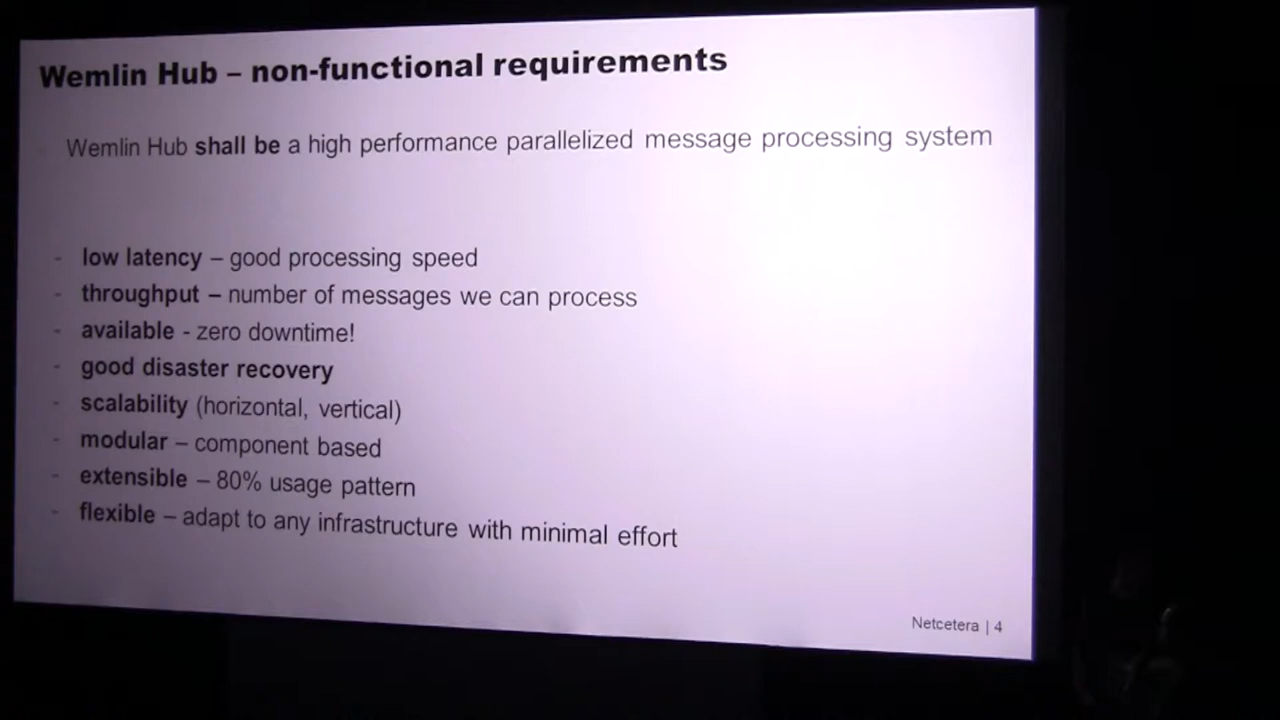 Wemlin Hub – non-functional requirements
Wemlin Hub shall be a high performance parallelized message processing system
- low latency – good processing speed
- throughput – number of messages we can process
- available - zero downtime!
- good disaster recovery
- scalability (horizontal, vertical)
- modular – component based
- extensible – 80% usage pattern
- flexible – adapt to any infrastructure with minimal effort
Netcetera | 4